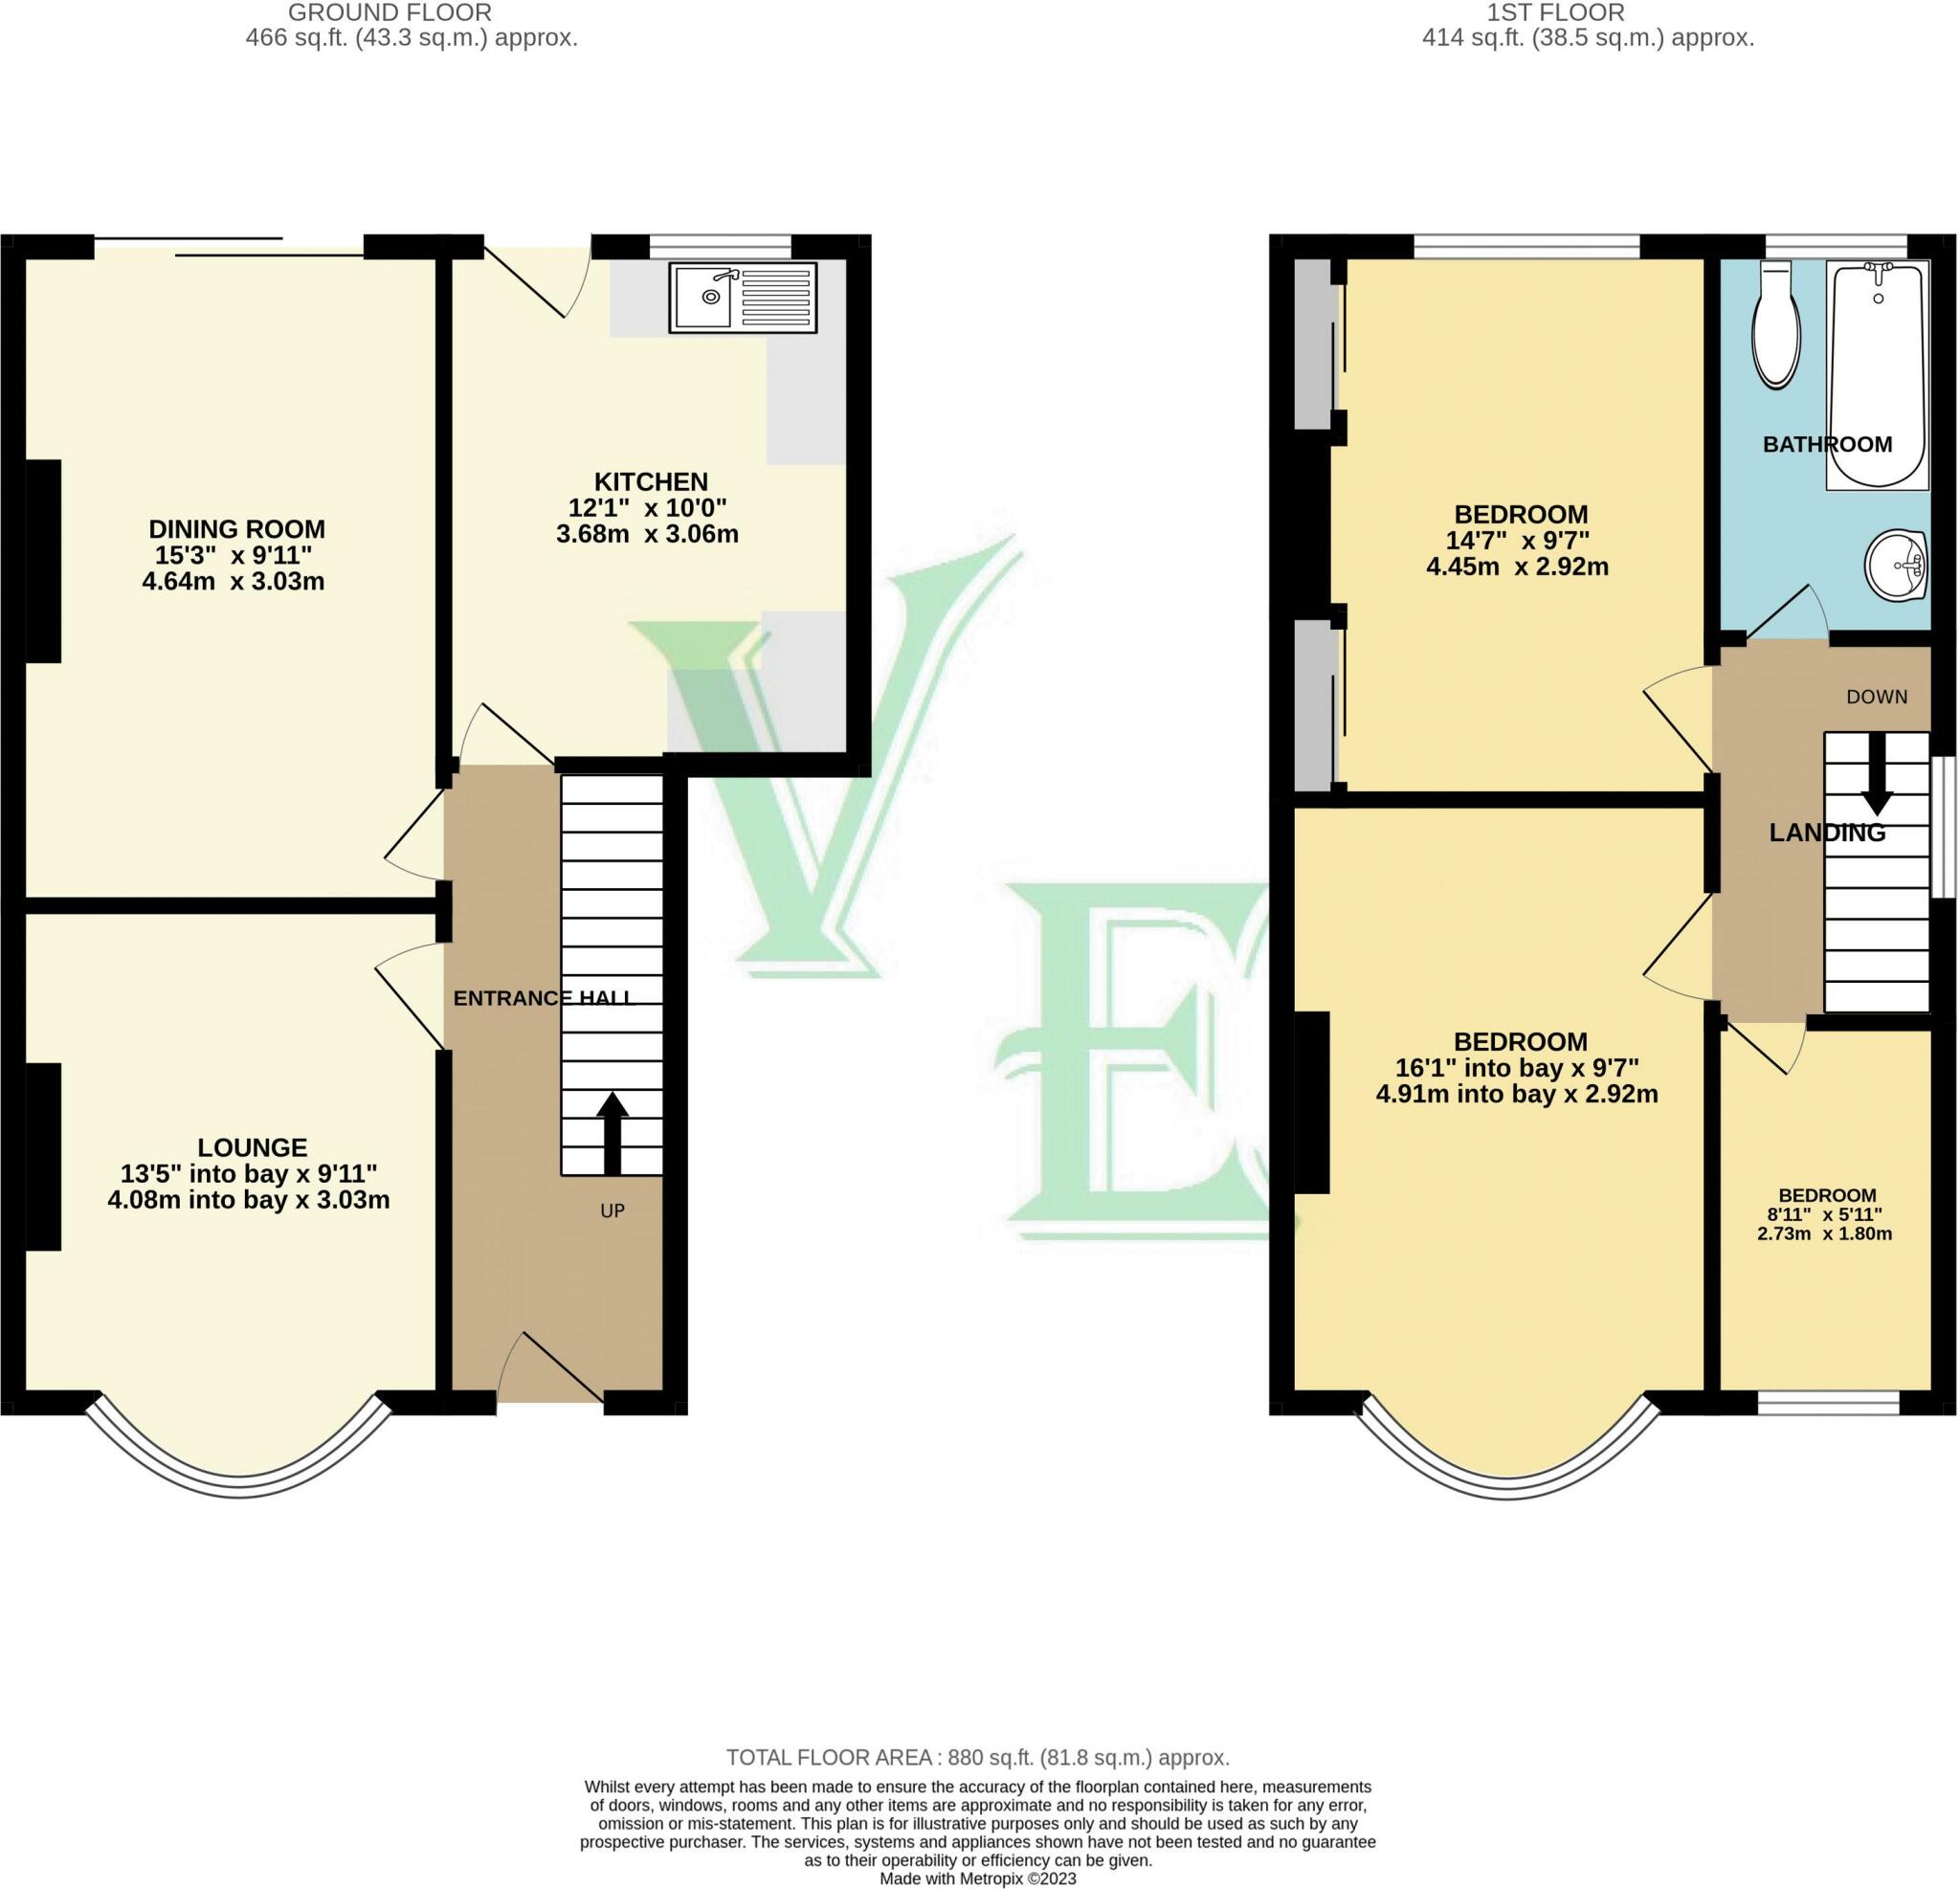 GROUND FLOOR
466 sq.ft. (43.3 sq.m.) approx.
1ST FLOOR
414 sq.ft. (38.5 sq.m.) approx.
DINING ROOM
15'3" x 9'11"
4.64m x 3.03m
KITCHEN
12'1" x 10'0"
3.68m x 3.06m
ENTRANCE HALL
LOUNGE
13'5" into bay x 9'11"
4.08m into bay x 3.03m
UP
BATHROOM
BEDROOM
14'7" x 9'7"
4.45m x 2.92m
DOWN
LANDING
BEDROOM
16'1" into bay x 9'7"
4.91m into bay x 2.92m
BEDROOM
8'11" x 5'11"
2.73m x 1.80m
V
E
TOTAL FLOOR AREA : 880 sq.ft. (81.8 sq.m.) approx.
Whilst every attempt has been made to ensure the accuracy of the floorplan contained here, measurements
of doors, windows, rooms and any other items are approximate and no responsibility is taken for any error,
omission or mis-statement. This plan is for illustrative purposes only and should be used as such by any
prospective purchaser. The services, systems and appliances shown have not been tested and no guarantee
as to their operability or efficiency can be given.
Made with Metropix ©2023